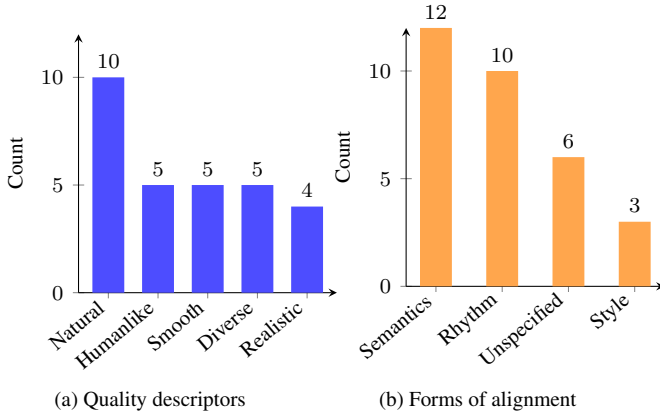 10
5
5
5
4
10
5
0
Count
Natural
Humanlike
Smooth
Diverse
Realistic
(a) Quality descriptors
12
10
6
3
10
5
0
Count
Semantics
Rhythm
Unspecified
Style
(b) Forms of alignment